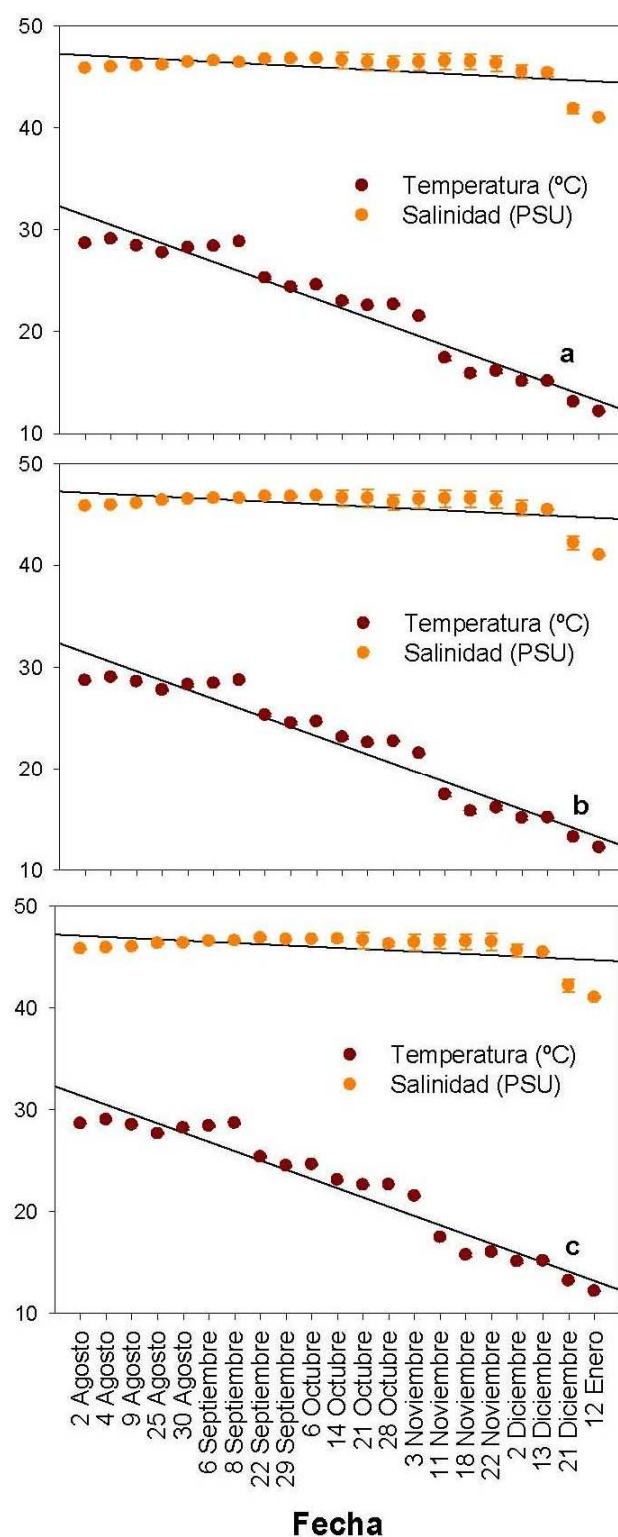 50
40
30
20
10
Temperatura (ºC)
Salinidad (PSU)
a
50
40
30
20
10
Temperatura (ºC)
Salinidad (PSU)
b
50
40
30
20
10
Temperatura (ºC)
Salinidad (PSU)
c
2 Agosto
4 Agosto
9 Agosto
25 Agosto
30 Agosto
6 Septiembre
8 Septiembre
22 Septiembre
29 Septiembre
6 Octubre
14 Octubre
21 Octubre
28 Octubre
3 Noviembre
11 Noviembre
18 Noviembre
22 Noviembre
2 Diciembre
13 Diciembre
21 Diciembre
12 Enero
Fecha